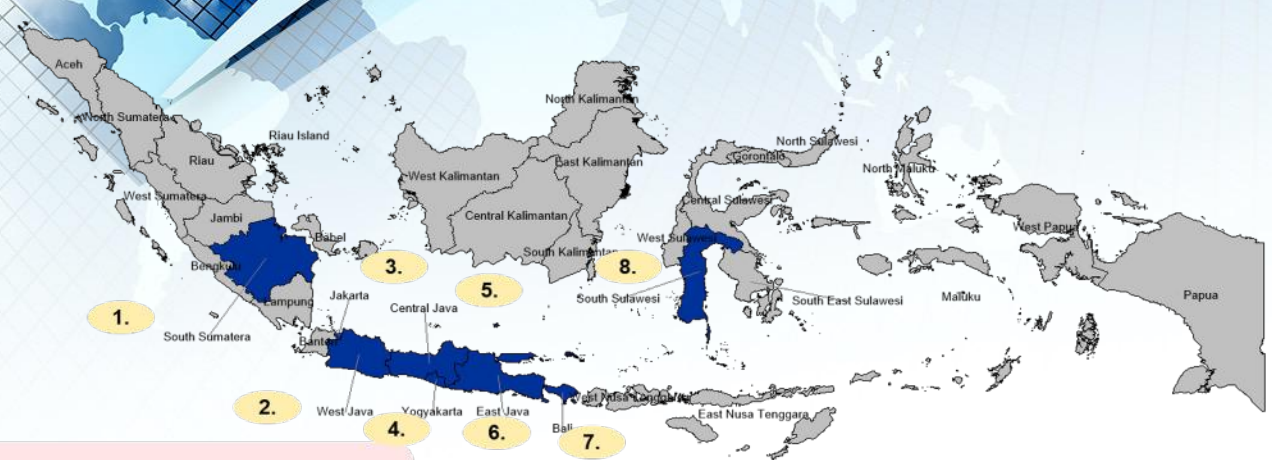 Aceh
North Sumatera
Riau Island
Riau
West Sumatera
Jambi
Babel
Bengkulu
Lampung
South Sumatera
1.
Jakarta
Banten
Central Java
3.
2.
West Java
Yogyakarta
4.
East Java
6.
Bali
7.
North Kalimantan
West Kalimantan
East Kalimantan
Central Kalimantan
South Kalimantan
5.
8.
North Sulawesi
Gorontalo
Central Sulawesi
West Sulawesi
South Sulawesi
South East Sulawesi
North Maluku
Maluku
West Papua
Papua
West Nusa Tenggara
East Nusa Tenggara